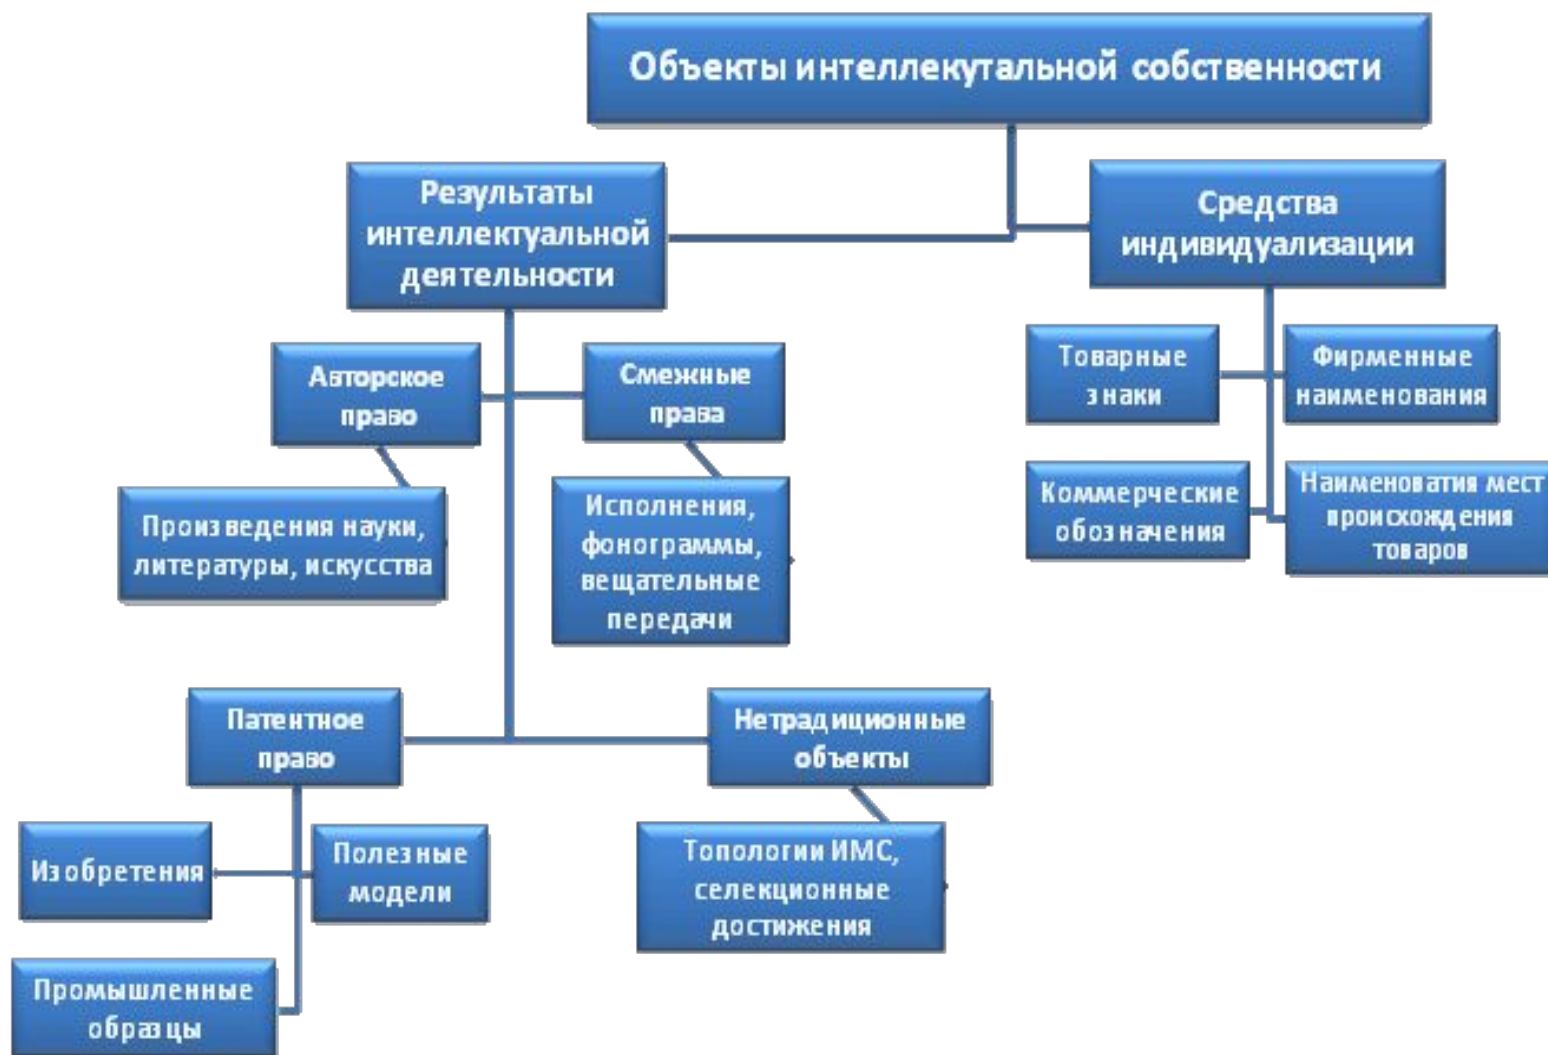 Объекты интеллекутальной собственности
Результаты
интеллектуальной
деятельности
Средства
индивидуализации
Авторское
право
Смежные
права
Товарные
знаки
Фирменные
наименования
Произведения науки,
литературы, искусства
Исполнения,
фонограммы,
вещательные
передачи
Коммерческие
обозначения
Наименоватия мест
происхождения
товаров
Патентное
право
Нетрадиционные
объекты
Изобретения
Полезные
модели
Топологии ИМС,
селекционные
достижения
Промышленные
образцы